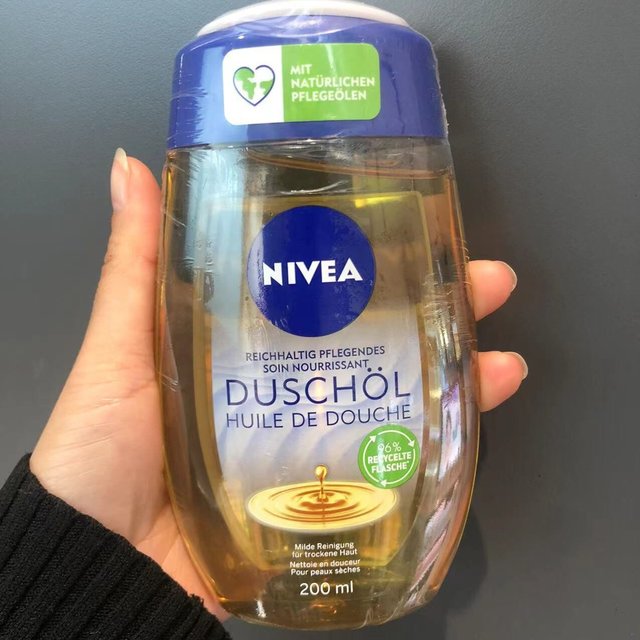 MIT
NATÜRLICHEN
PFLEGEÖLEN
NIVEA
REICHHALTIG PFLEGENDES
SOIN NOURRISSANT
DUSCHÖL
HUILE DE DOUCHE
96%
RECYCELTE
FLASCHE*
Milde Reinigung
für trockene Haut
Nettoie en douceur
Pour peaux sèches
200 ml